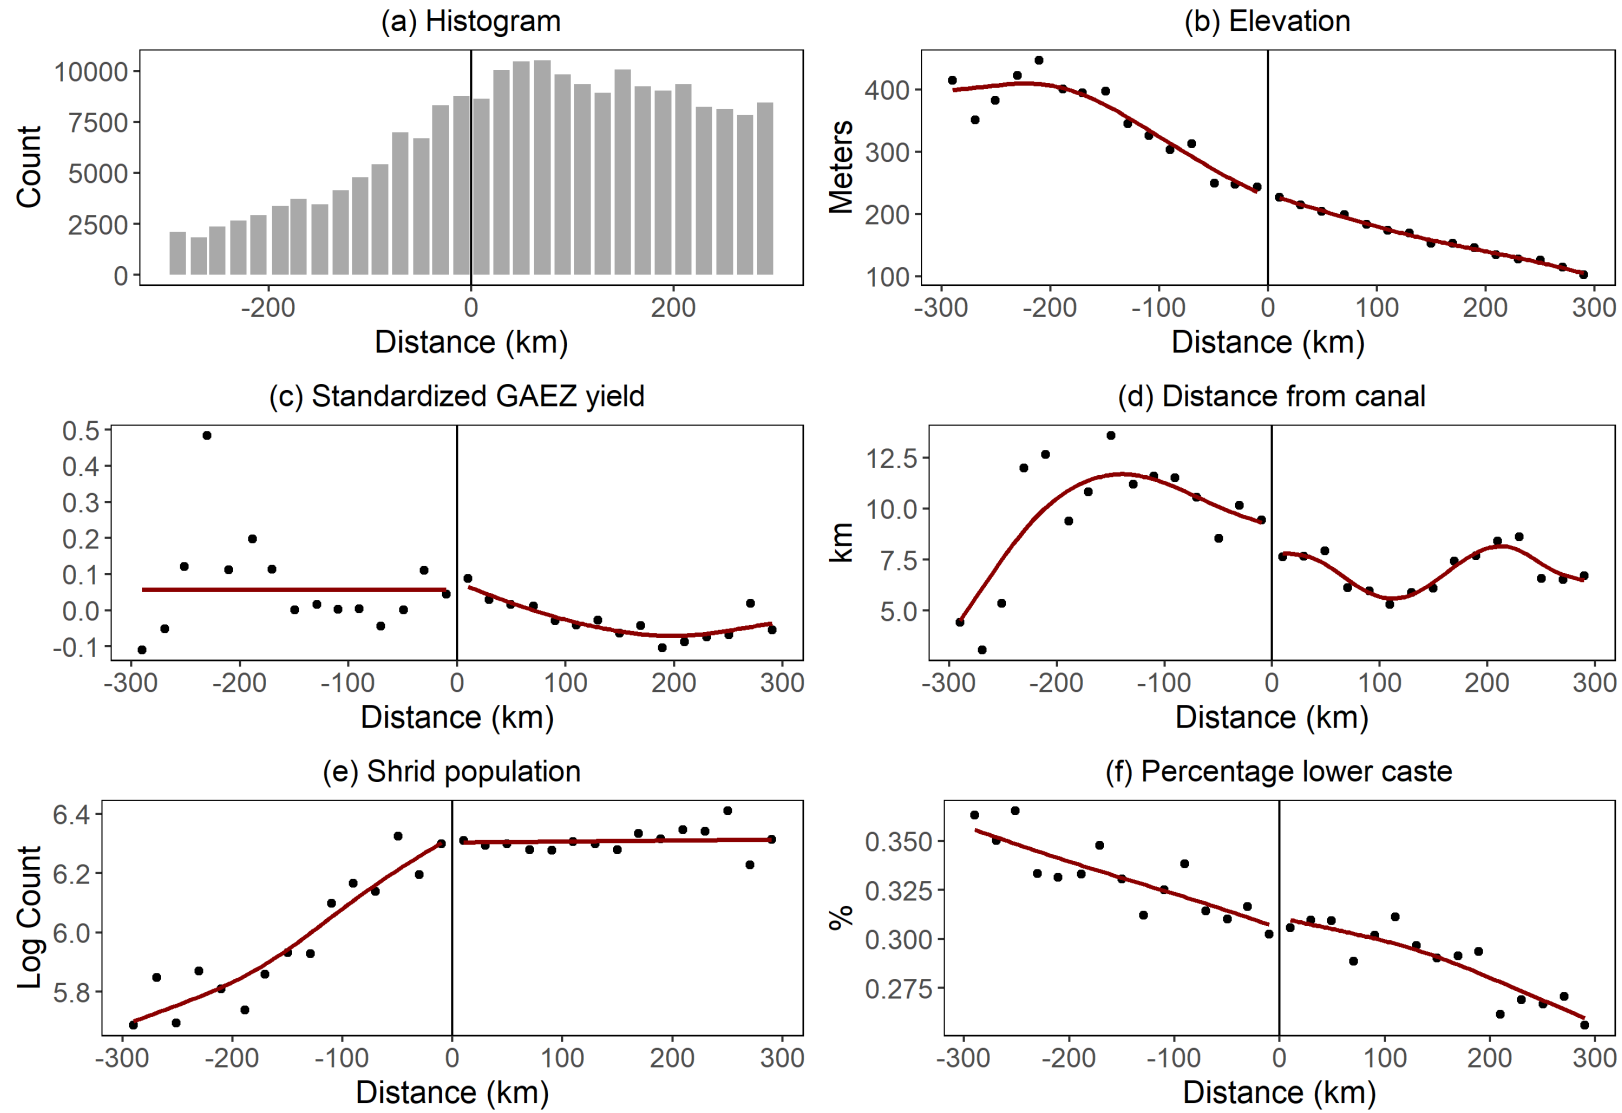 (a) Histogram
Count
10000
7500
5000
2500
0
-200 0 200
Distance (km)
(b) Elevation
Meters
400
300
200
100
-300 -200 -100 0 100 200 300
Distance (km)
(c) Standardized GAEZ yield
0.5
0.4
0.3
0.2
0.1
0.0
-0.1
-300 -200 -100 0 100 200 300
Distance (km)
(d) Distance from canal
km
12.5
10.0
7.5
5.0
-300 -200 -100 0 100 200 300
Distance (km)
(e) Shrid population
Log Count
6.4
6.2
6.0
5.8
-300 -200 -100 0 100 200 300
Distance (km)
(f) Percentage lower caste
%
0.350
0.325
0.300
0.275
-300 -200 -100 0 100 200 300
Distance (km)